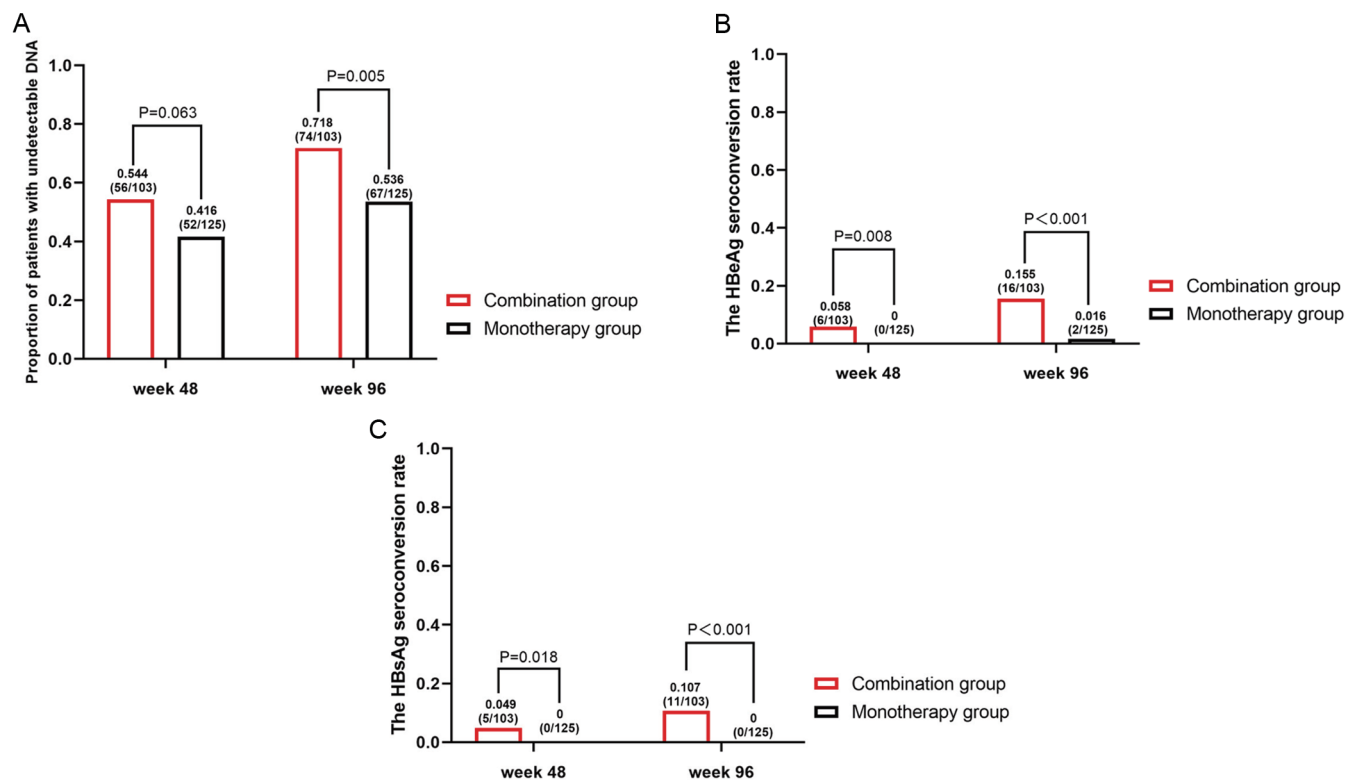 A
Proportion of patients with undetectable DNA
1.0
0.8
0.6
0.4
0.2
0.0
P=0.063
0.544
(56/103)
0.416
(52/125)
P=0.005
0.718
(74/103)
0.536
(67/125)
week 48
week 96
Combination group
Monotherapy group
B
The HBeAg seroconversion rate
1.0
0.8
0.6
0.4
0.2
0.0
P=0.008
0.058
(6/103)
0
(0/125)
P<0.001
0.155
(16/103)
0.016
(2/125)
week 48
week 96
Combination group
Monotherapy group
C
The HBsAg seroconversion rate
1.0
0.8
0.6
0.4
0.2
0.0
P=0.018
0.049
(5/103)
0
(0/125)
P<0.001
0.107
(11/103)
0
(0/125)
week 48
week 96
Combination group
Monotherapy group